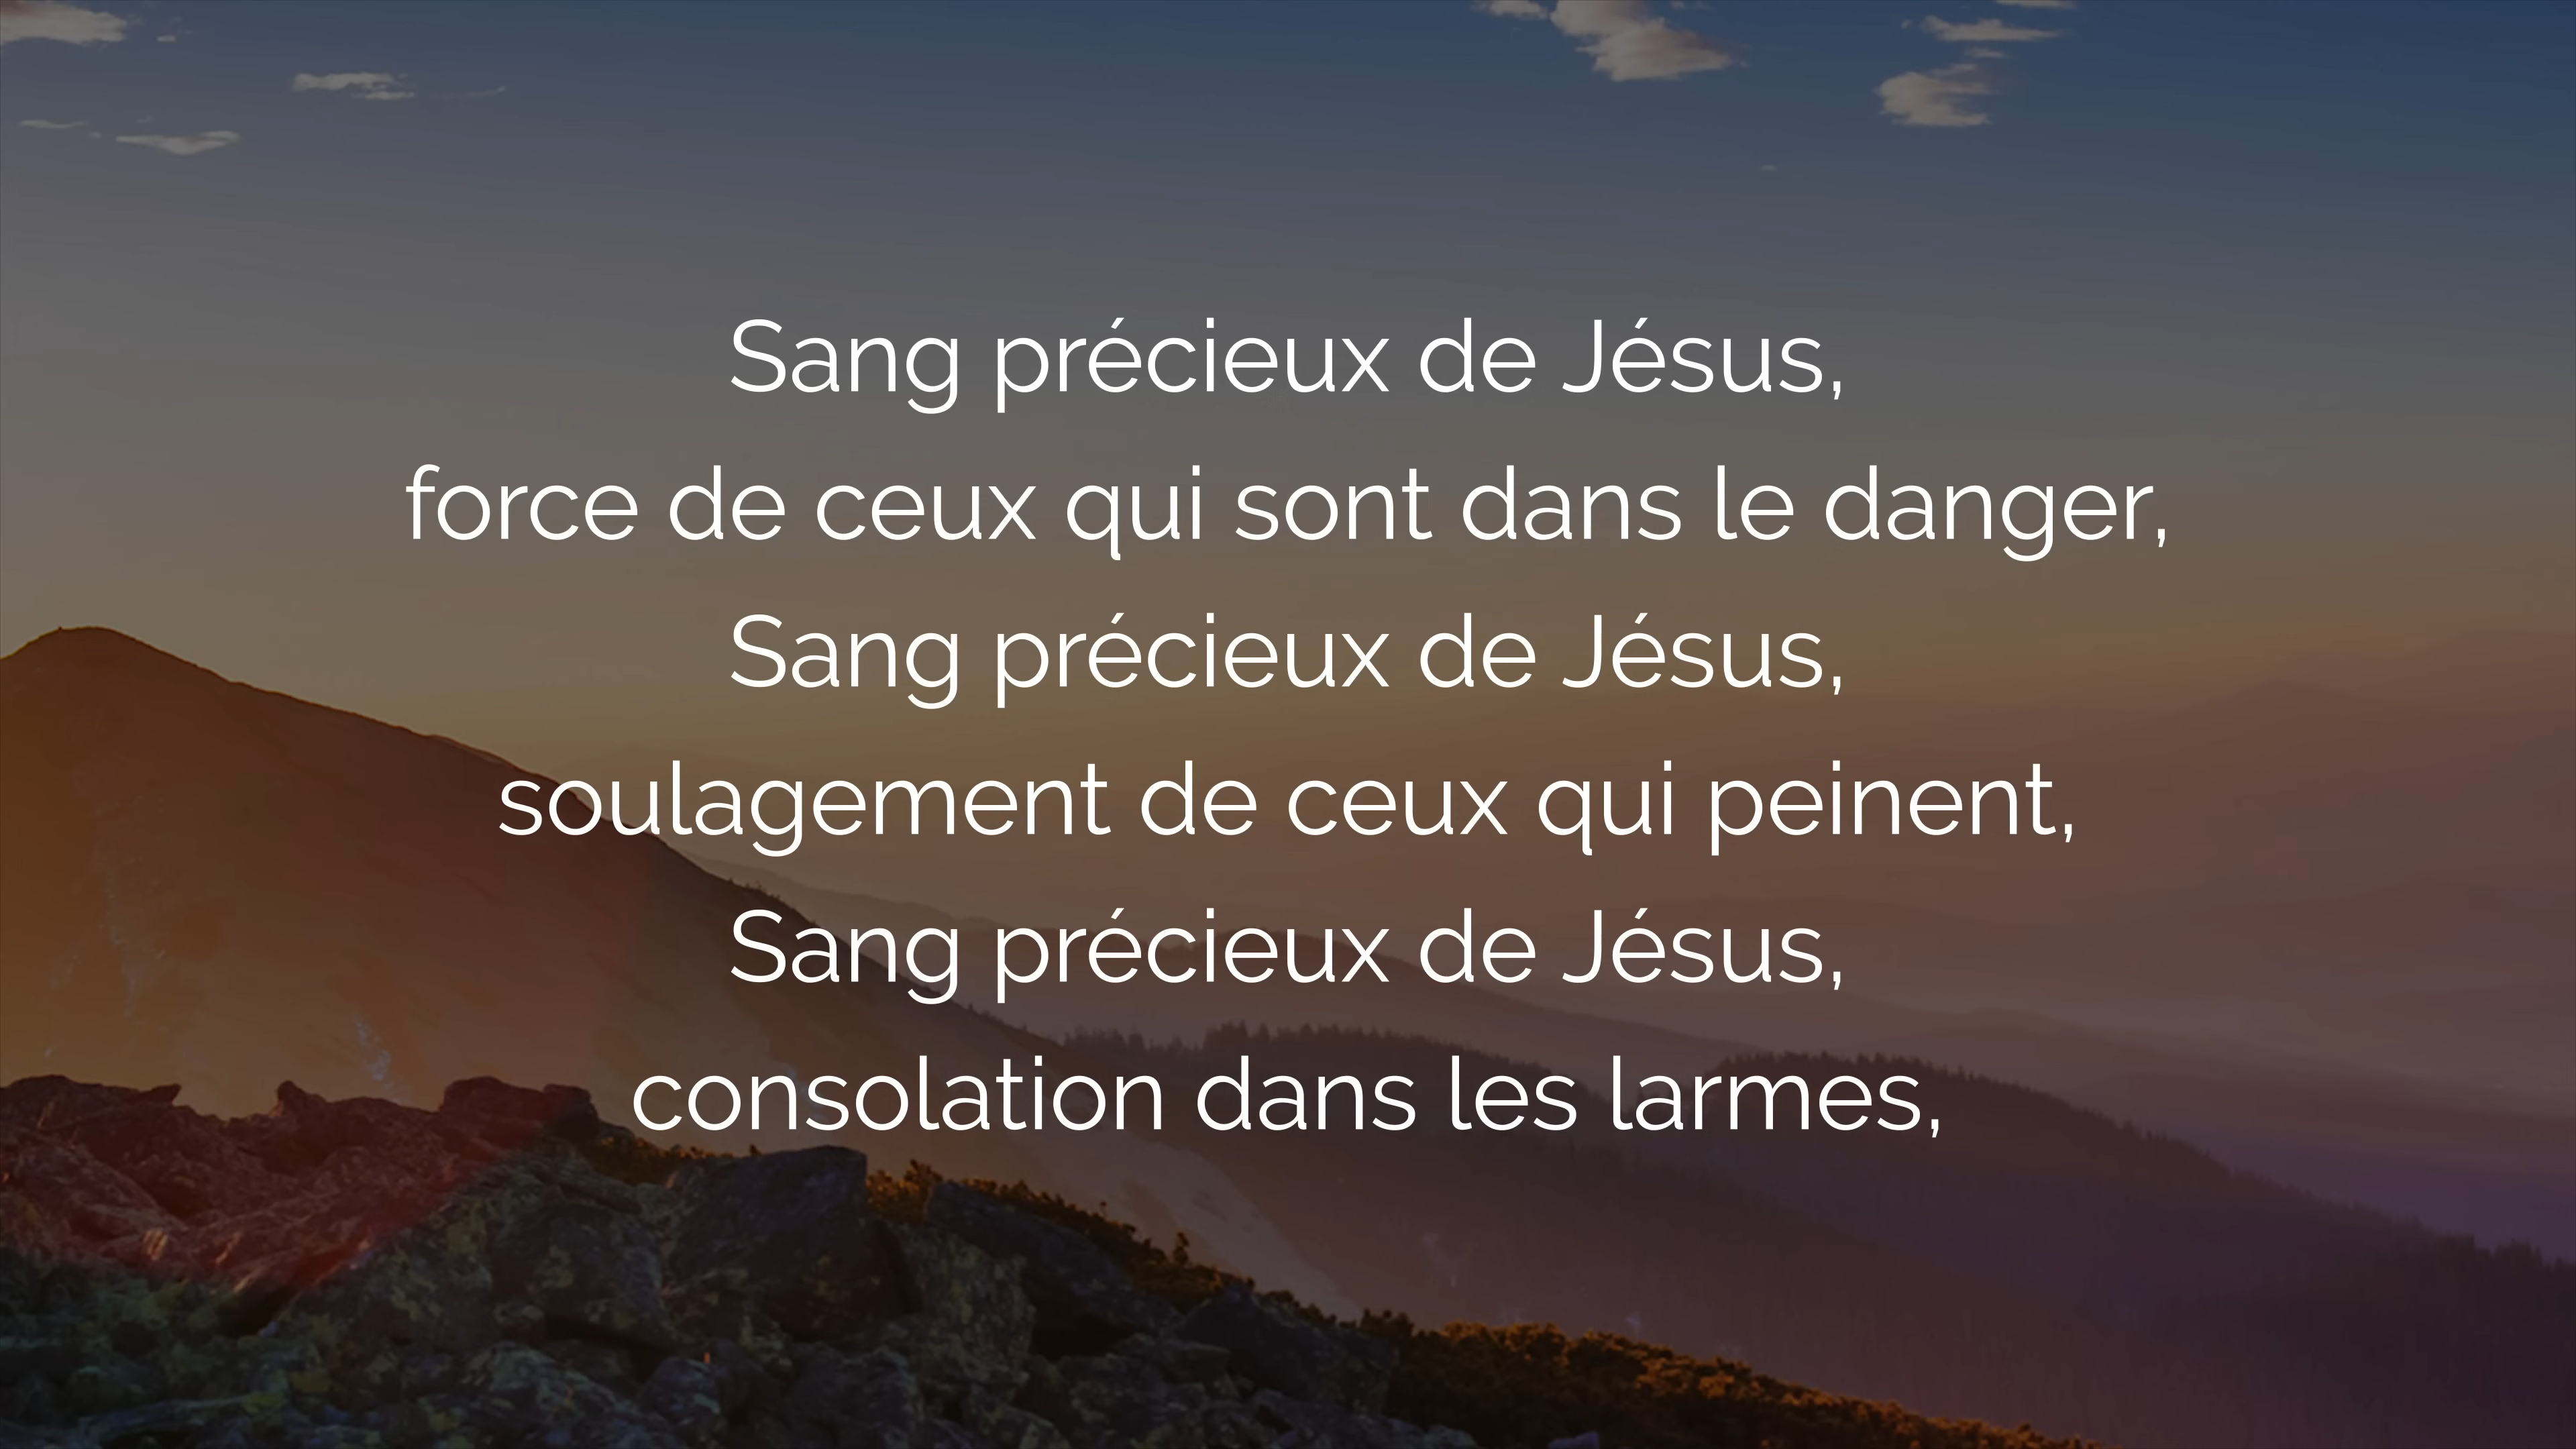 Sang précieux de Jésus,
force de ceux qui sont dans le danger,
Sang précieux de Jésus,
soulagement de ceux qui peinent,
Sang précieux de Jésus,
consolation dans les larmes,